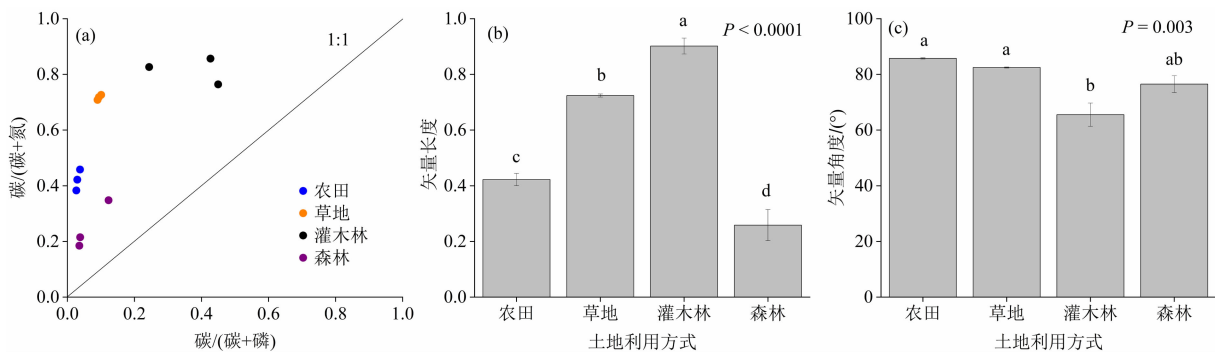 (a)
1:1
碳/(碳+氮)
1.0
0.8
0.6
0.4
0.2
0.0
农田
草地
灌木林
森林
0.0 0.2 0.4 0.6 0.8 1.0
碳/(碳+磷)
(b)
P < 0.0001
矢量长度
1.0
0.8
0.6
0.4
0.2
0.0
a
b
c
d
农田 草地 灌木林 森林
土地利用方式
(c)
P = 0.003
矢量角度/(°)
100
80
60
40
20
0
a a b ab
农田 草地 灌木林 森林
土地利用方式